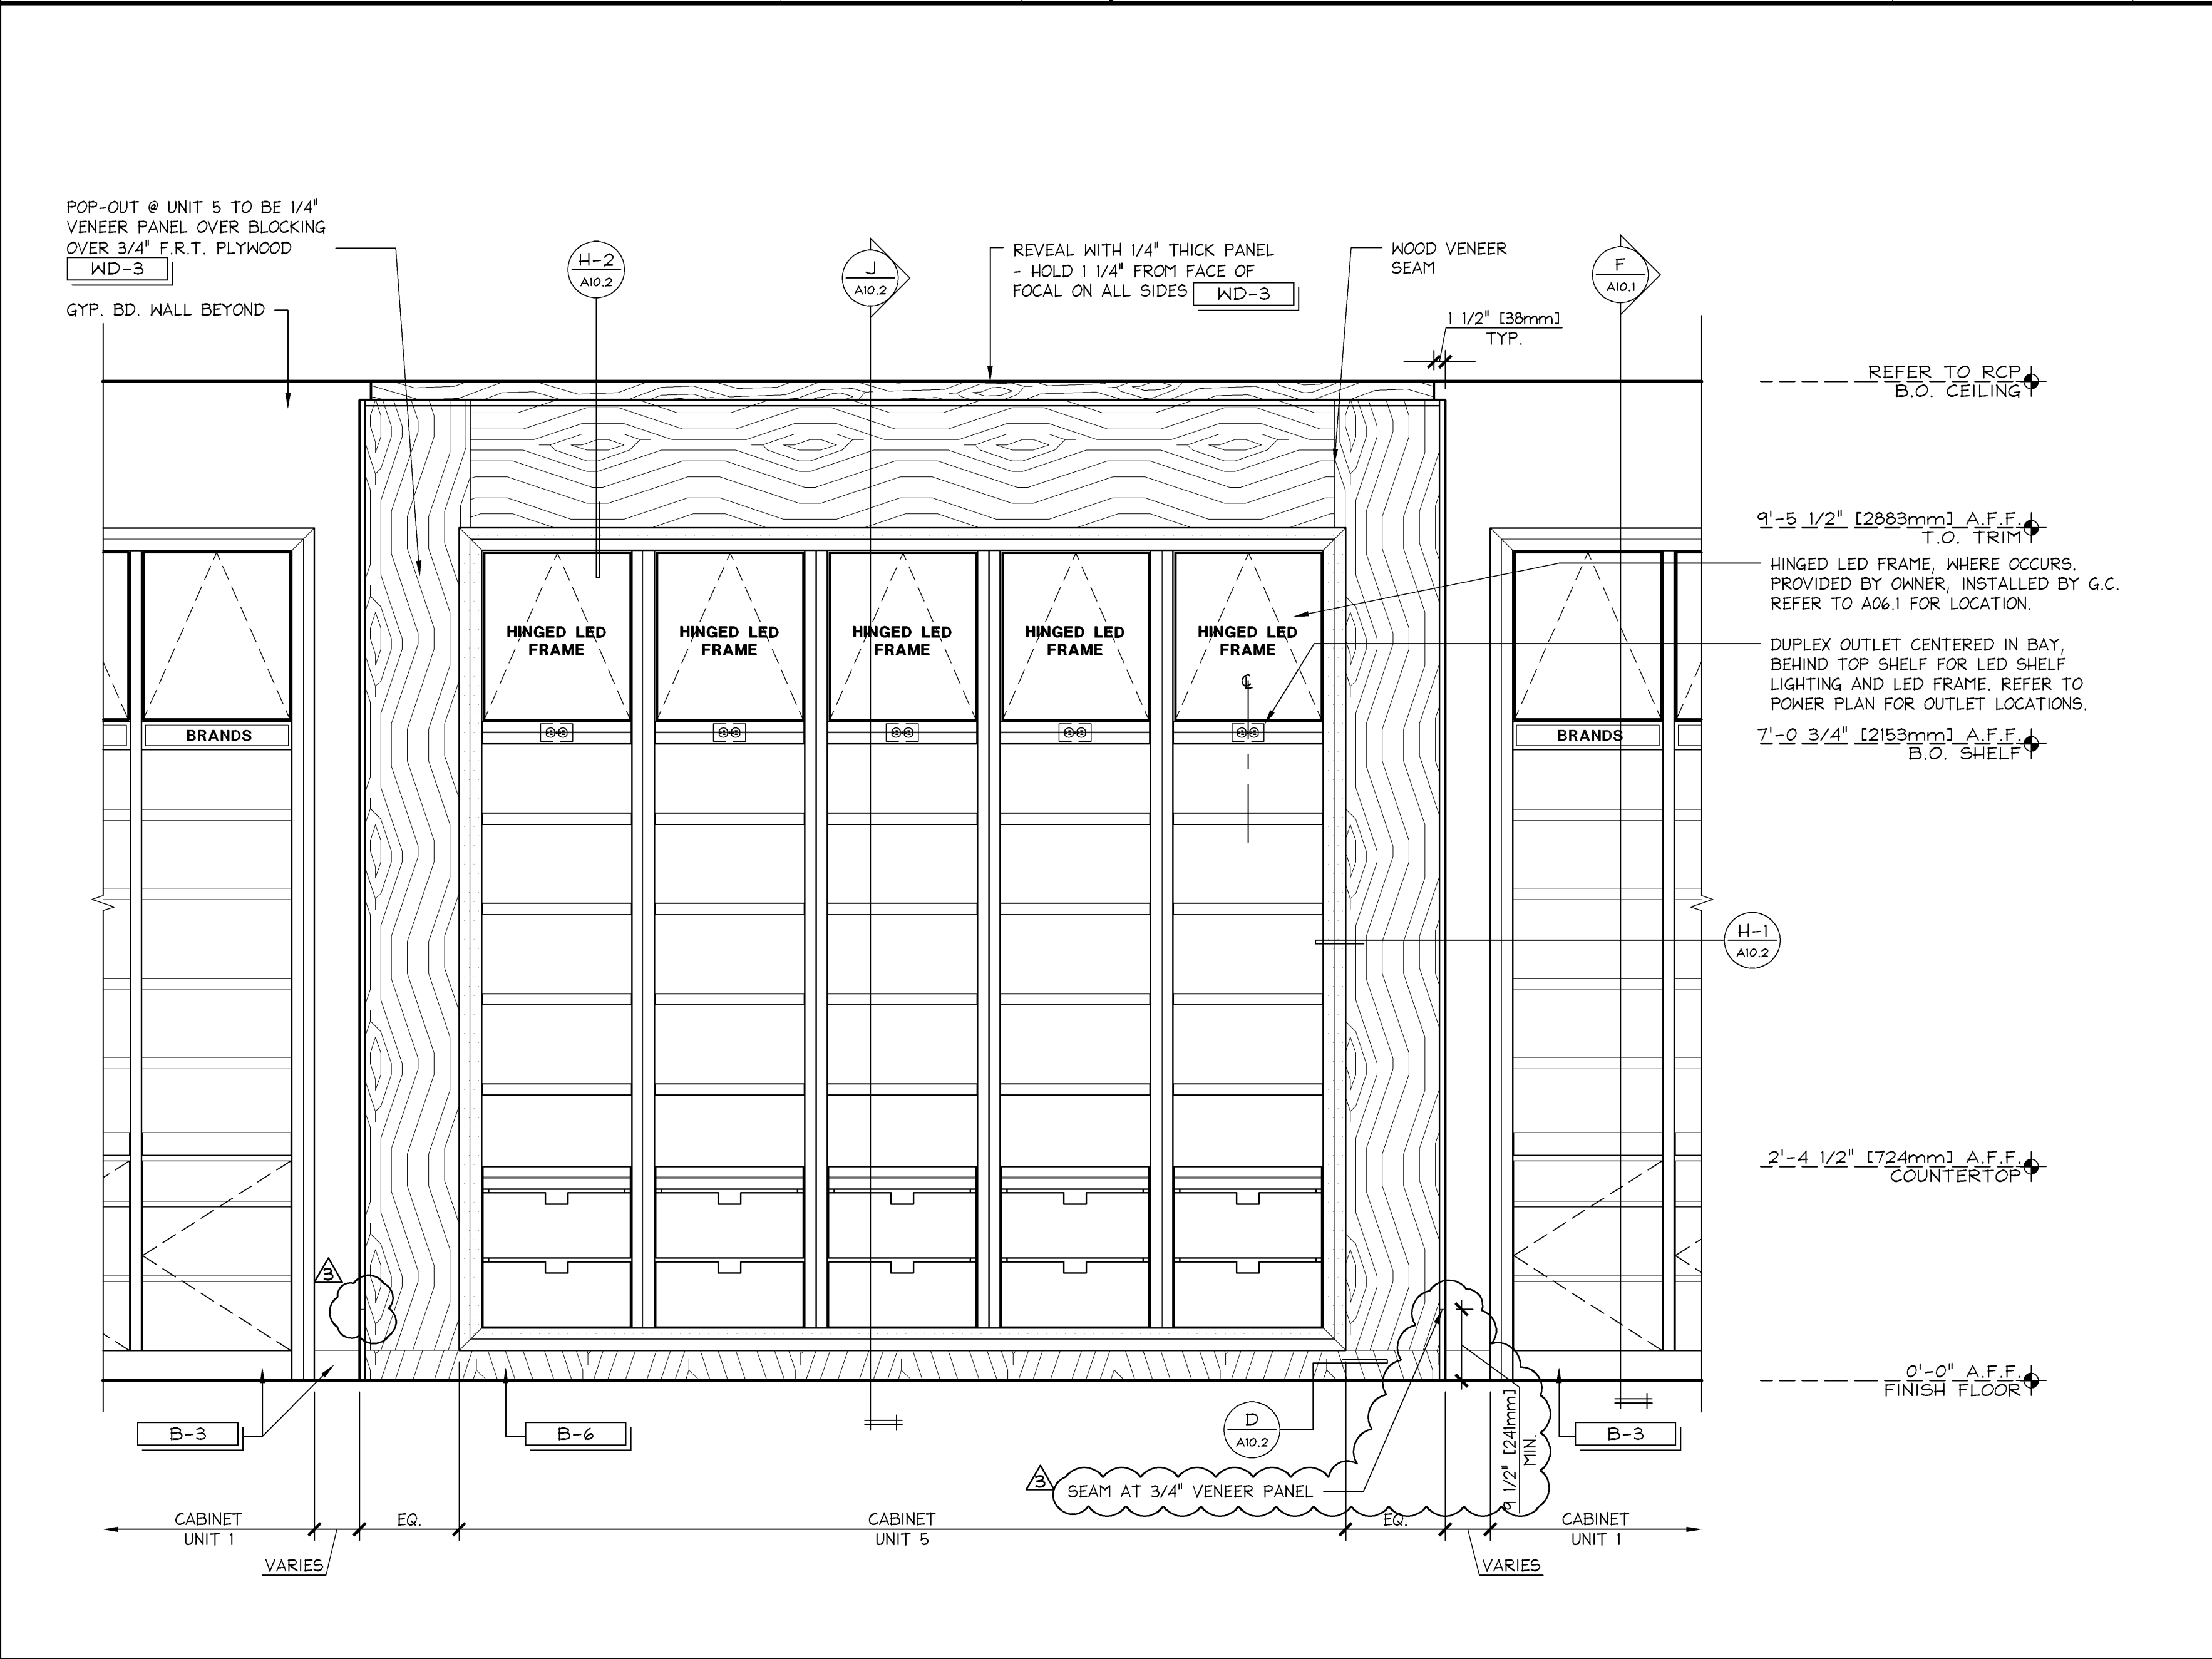 POP-OUT @ UNIT 5 TO BE 1/4"
VENEER PANEL OVER BLOCKING
OVER 3/4" F.R.T. PLYWOOD
WD-3
GYP. BD. WALL BEYOND
H-2
A10.2
J
A10.2
REVEAL WITH 1/4" THICK PANEL
- HOLD 1 1/4" FROM FACE OF
FOCAL ON ALL SIDES WD-3
WOOD VENEER
SEAM
F
A10.1
1 1/2" [38mm]
TYP.
REFER TO RCP
B.O. CEILING
9'-5 1/2" [2883mm] A.F.F.
T.O. TRIM
HINGED LED FRAME, WHERE OCCURS.
PROVIDED BY OWNER, INSTALLED BY G.C.
REFER TO A06.1 FOR LOCATION.
HINGED LED
FRAME
HINGED LED
FRAME
HINGED LED
FRAME
HINGED LED
FRAME
HINGED LED
FRAME
DUPLEX OUTLET CENTERED IN BAY,
BEHIND TOP SHELF FOR LED SHELF
LIGHTING AND LED FRAME. REFER TO
POWER PLAN FOR OUTLET LOCATIONS.
℄
BRANDS
BRANDS
7'-0 3/4" [2153mm] A.F.F.
B.O. SHELF
H-1
A10.2
2'-4 1/2" [724mm] A.F.F.
COUNTERTOP
3
0'-0" A.F.F.
FINISH FLOOR
B-3
B-6
D
A10.2
9 1/2" [241mm]
MIN.
B-3
3
SEAM AT 3/4" VENEER PANEL
CABINET
UNIT 1
VARIES
EQ.
CABINET
UNIT 5
EQ.
VARIES
CABINET
UNIT 1